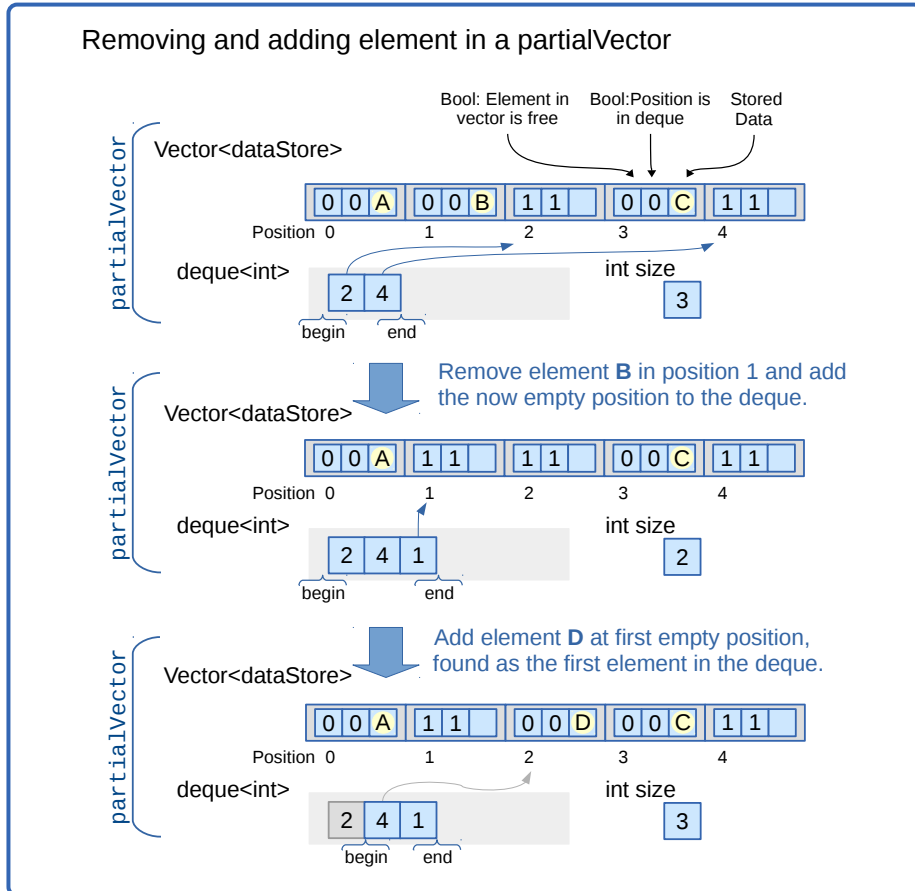 Removing and adding element in a partialVector
Bool: Element in
vector is free
Bool:Position is
in deque
Stored
Data
partialVector
Vector<dataStore>
0 0 A 0 0 B 1 1 0 0 C 1 1
Position 0 1 2 3 4
deque<int>
int size
2 4
3
begin end
Remove element B in position 1 and add
the now empty position to the deque.
partialVector
Vector<dataStore>
0 0 A 1 1 1 1 0 0 C 1 1
Position 0 1 2 3 4
deque<int>
int size
2 4 1
2
begin end
Add element D at first empty position,
found as the first element in the deque.
partialVector
Vector<dataStore>
0 0 A 1 1 0 0 D 0 0 C 1 1
Position 0 1 2 3 4
deque<int>
int size
2 4 1
3
begin end